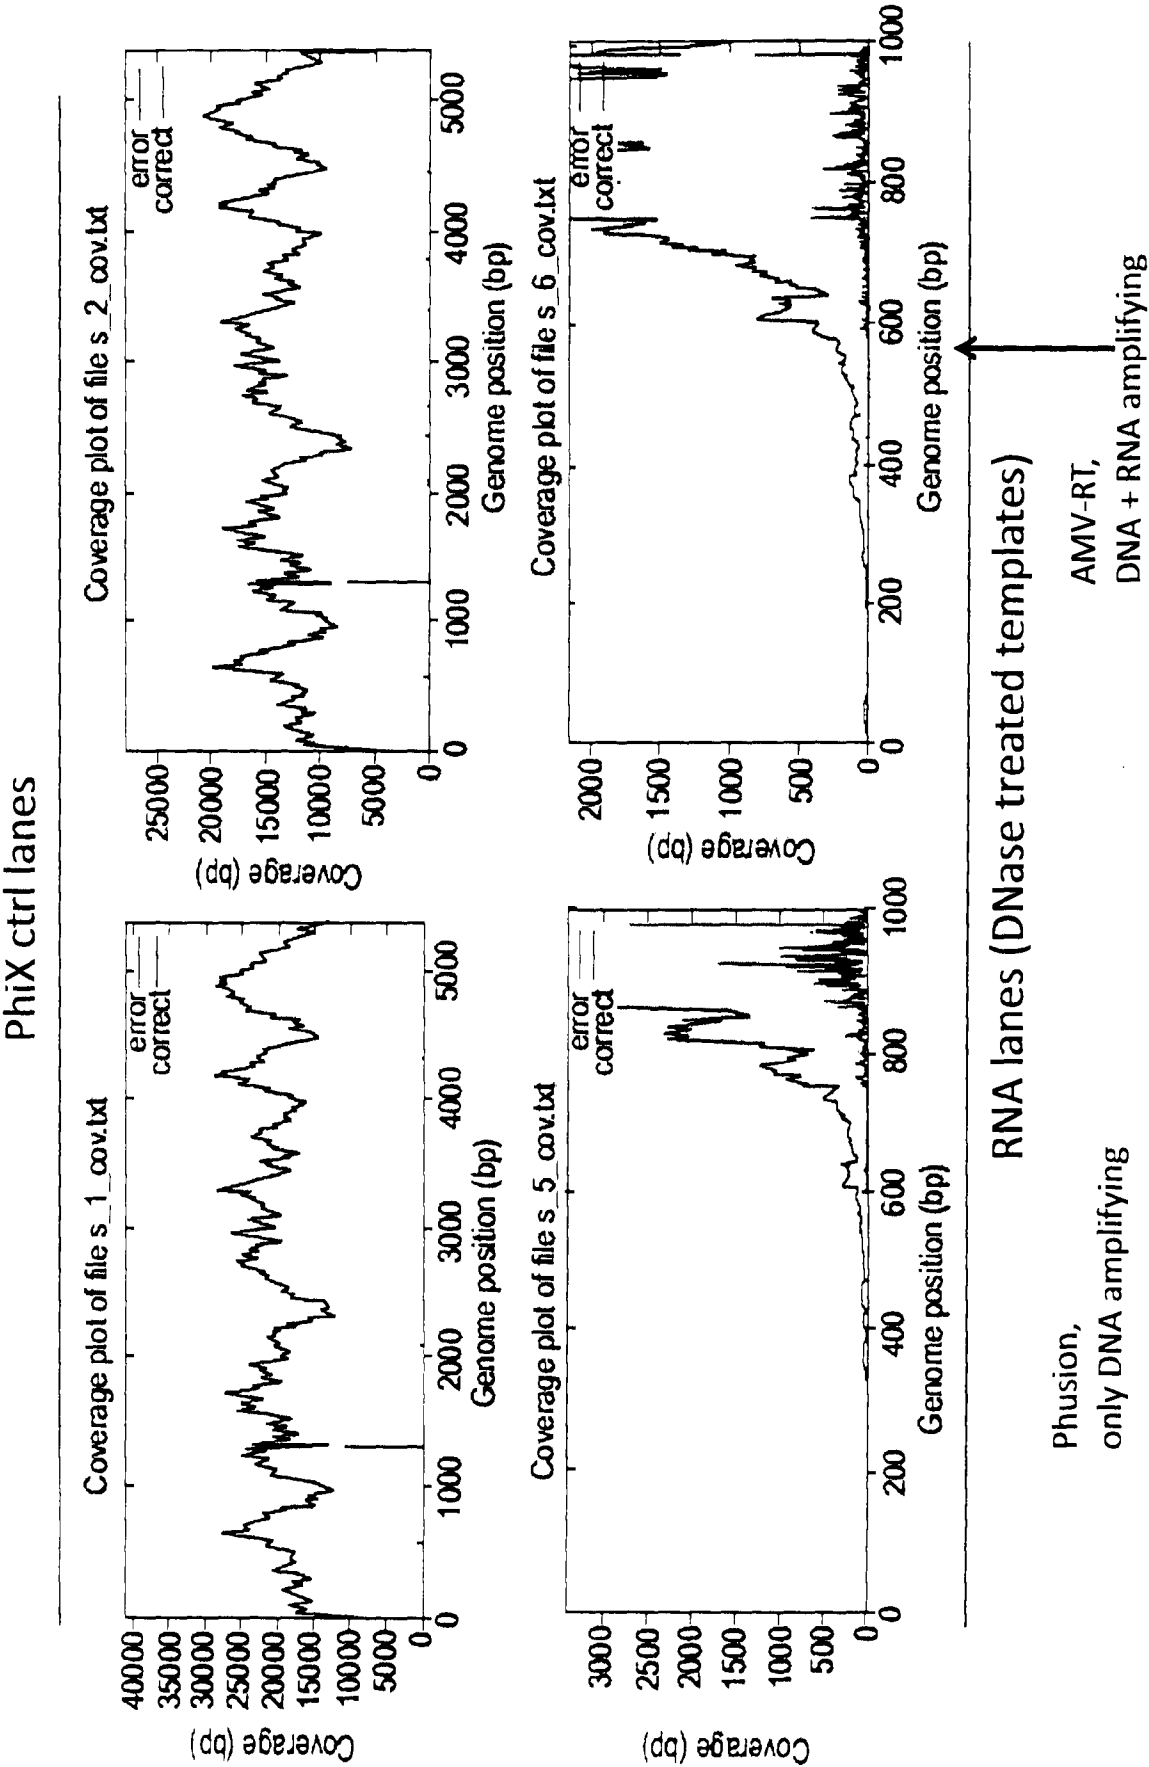 PhiX ctrl lanes
Coverage plot of file s_1_cov.txt
error
correct
40000
35000
30000
25000
20000
15000
10000
5000
0
Coverage (bp)
0
1000
2000
3000
4000
5000
Genome position (bp)
Coverage plot of file s_2_cov.txt
error
correct
25000
20000
15000
10000
5000
0
Coverage (bp)
0
1000
2000
3000
4000
5000
Genome position (bp)
Coverage plot of file s_5_cov.txt
error
correct
3000
2500
2000
1500
1000
500
0
Coverage (bp)
0
200
400
600
800
1000
Genome position (bp)
Coverage plot of file s_6_cov.txt
error
correct
2000
1500
1000
500
0
Coverage (bp)
0
200
400
600
800
1000
Genome position (bp)
RNA lanes (DNase treated templates)
Phusion,
only DNA amplifying
AMV-RT,
DNA + RNA amplifying